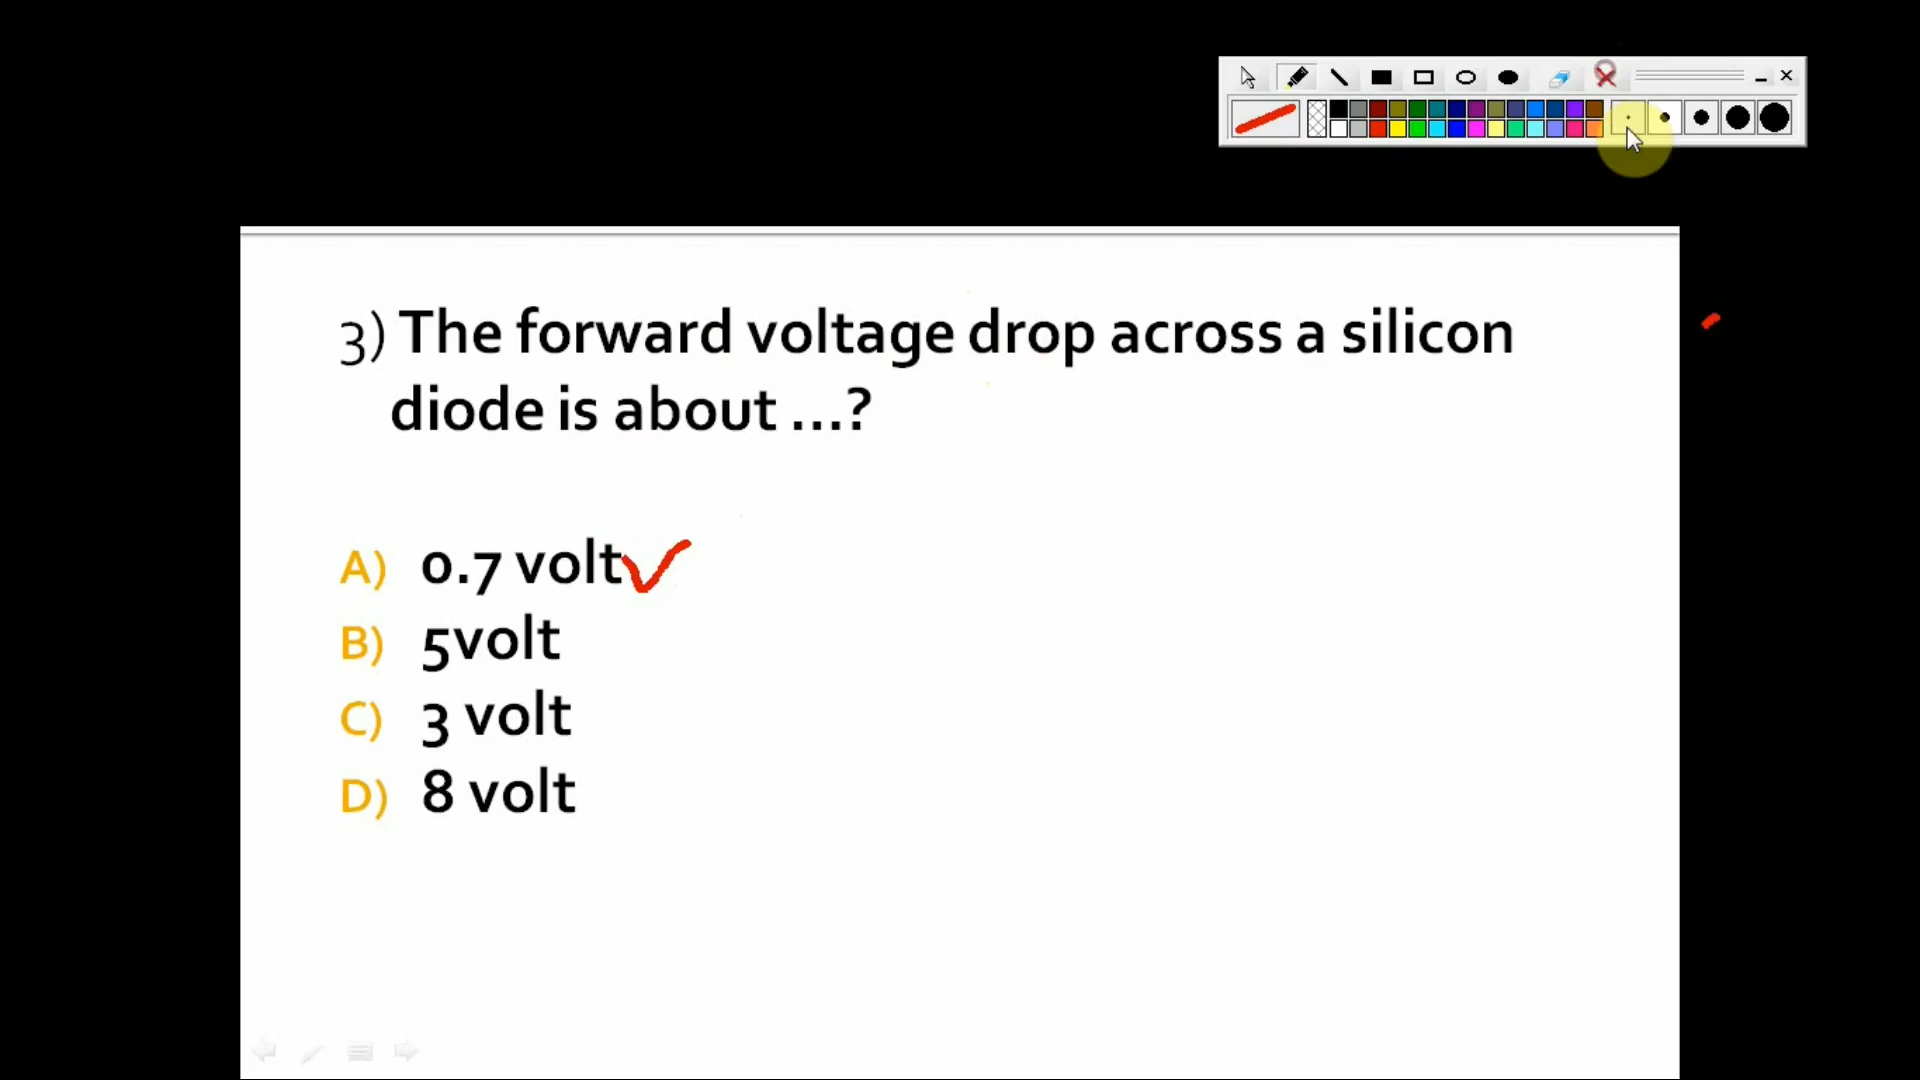 3) The forward voltage drop across a silicon
diode is about ...?
A) 0.7 volt
B) 5volt
C) 3 volt
D) 8 volt